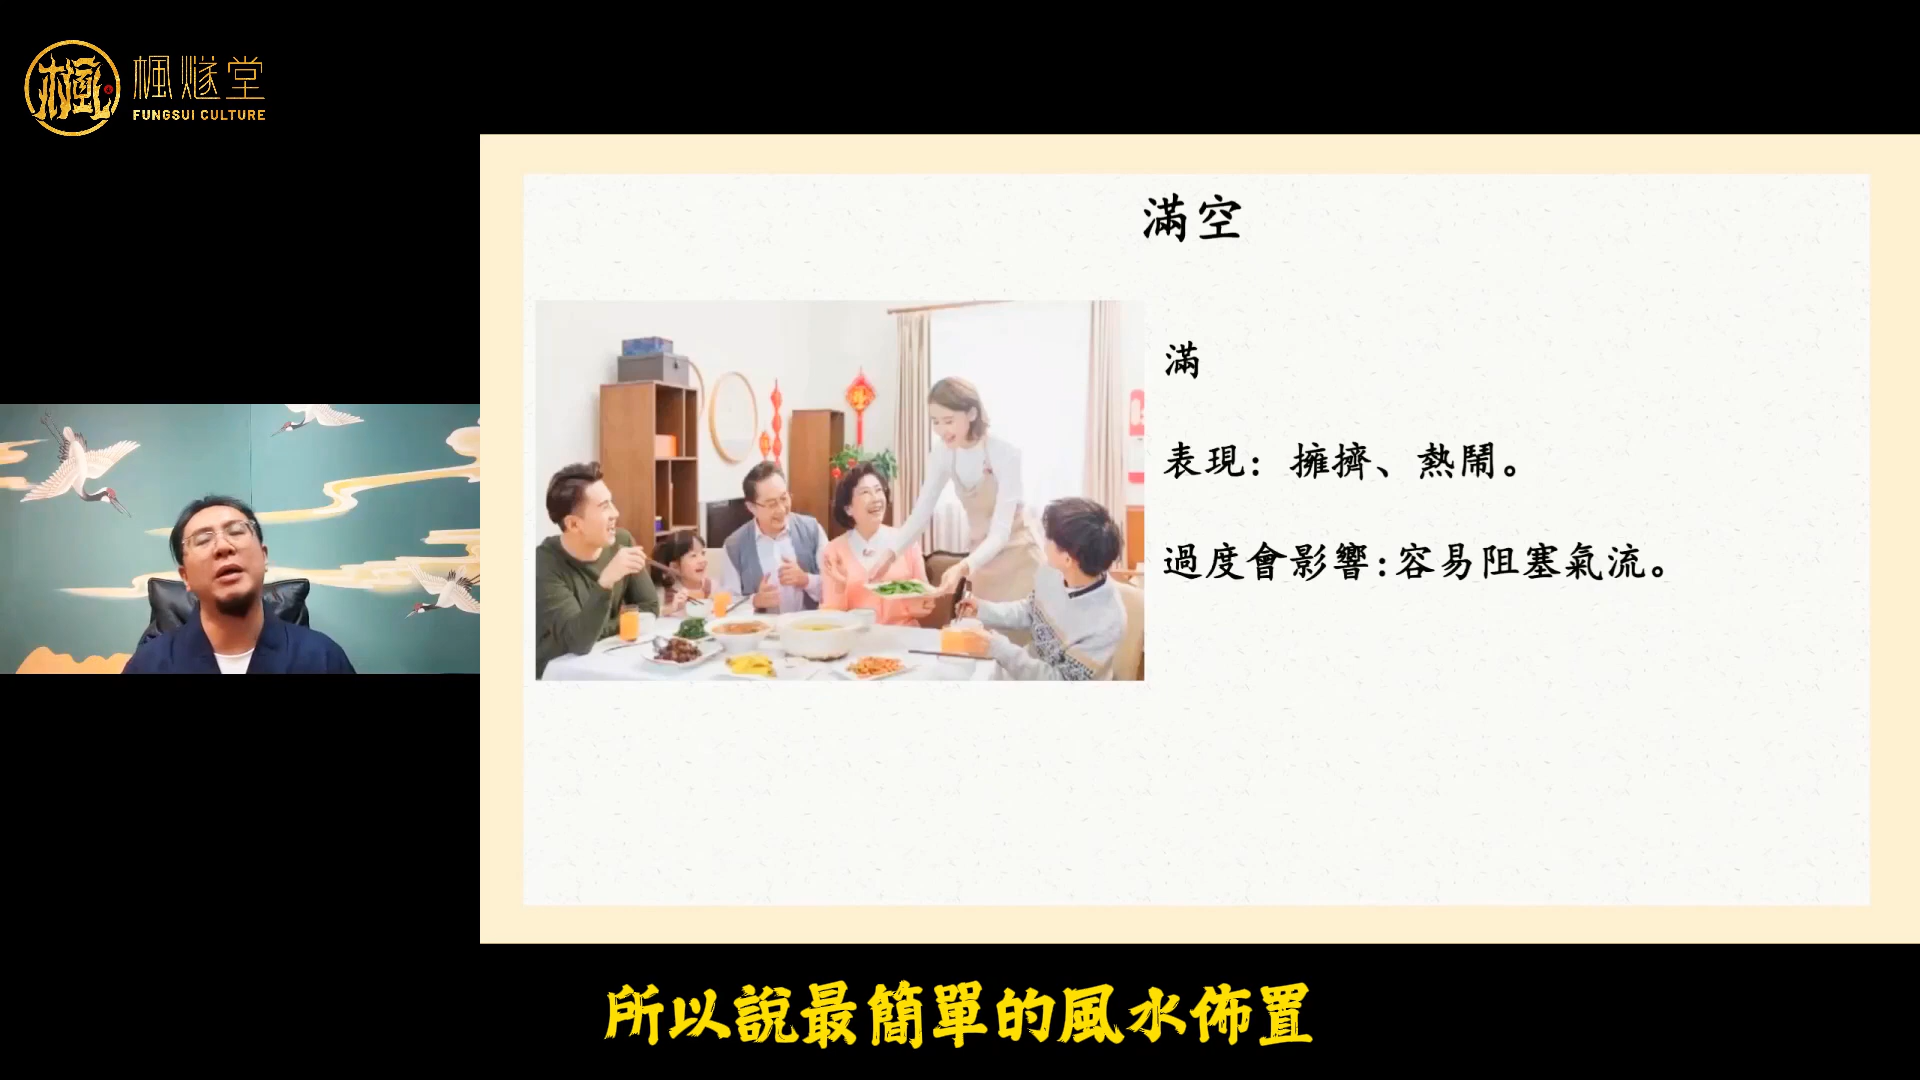 楓
楓燧堂
FUNGSUI CULTURE
滿空
滿
表現：擁擠、熱鬧。
過度會影響:容易阻塞氣流。
所以說最簡單的風水佈置